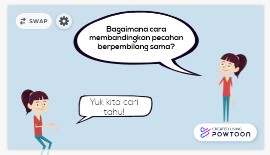 SWAP
Bagaimana cara
membandingkan pecahan
berpembilang sama?
Yuk kita cari
tahu!
CREATED USING
POWTOON